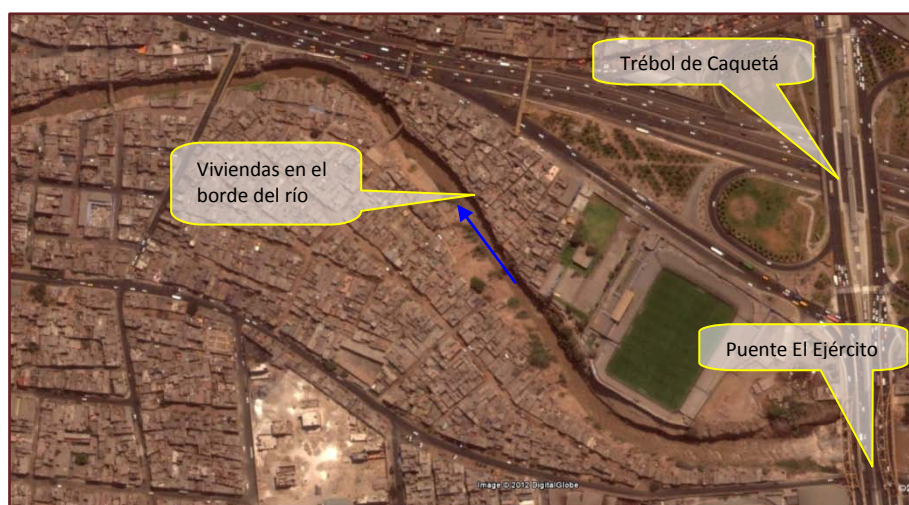 Trébol de Caquetá
Viviendas en el
borde del río
Puente El Ejército
Image © 2012 DigitalGlobe